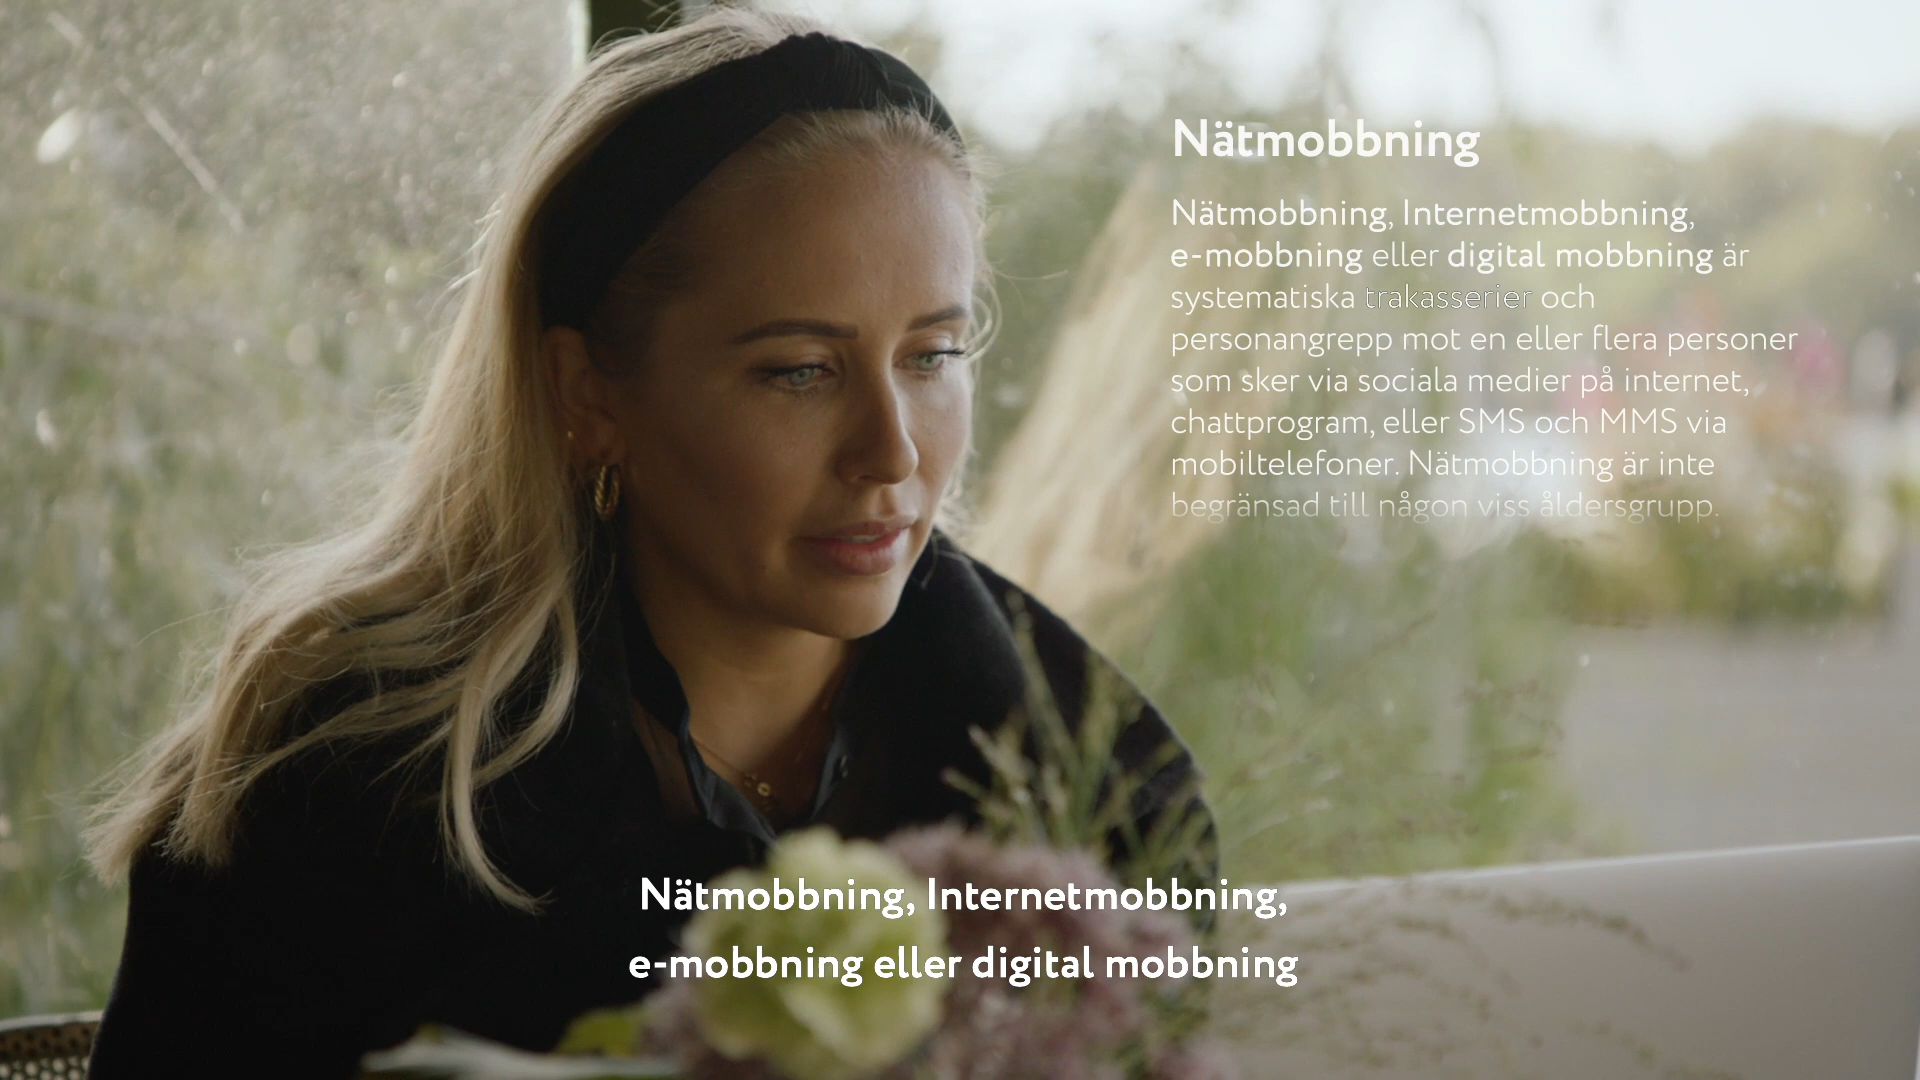 Nätmobbning
Nätmobbning, Internetmobbning,
e-mobbning eller digital mobbning är
systematiska trakasserier och
personangrepp mot en eller flera personer
som sker via sociala medier på internet,
chattprogram, eller SMS och MMS via
mobiltelefoner. Nätmobbning är inte
begränsad till någon viss åldersgrupp.
Nätmobbning, Internetmobbning,
e-mobbning eller digital mobbning